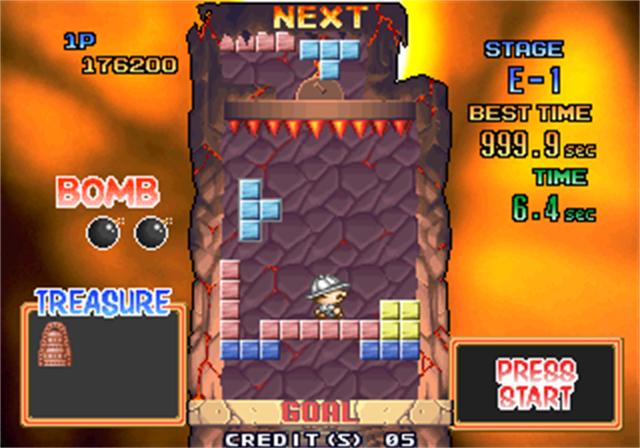 NEXT
1P
176200
STAGE
E-1
BEST TIME
999.9 sec
TIME
6.4 sec
BOMB
TREASURE
PRESS
START
GOAL
CREDIT(S) 05